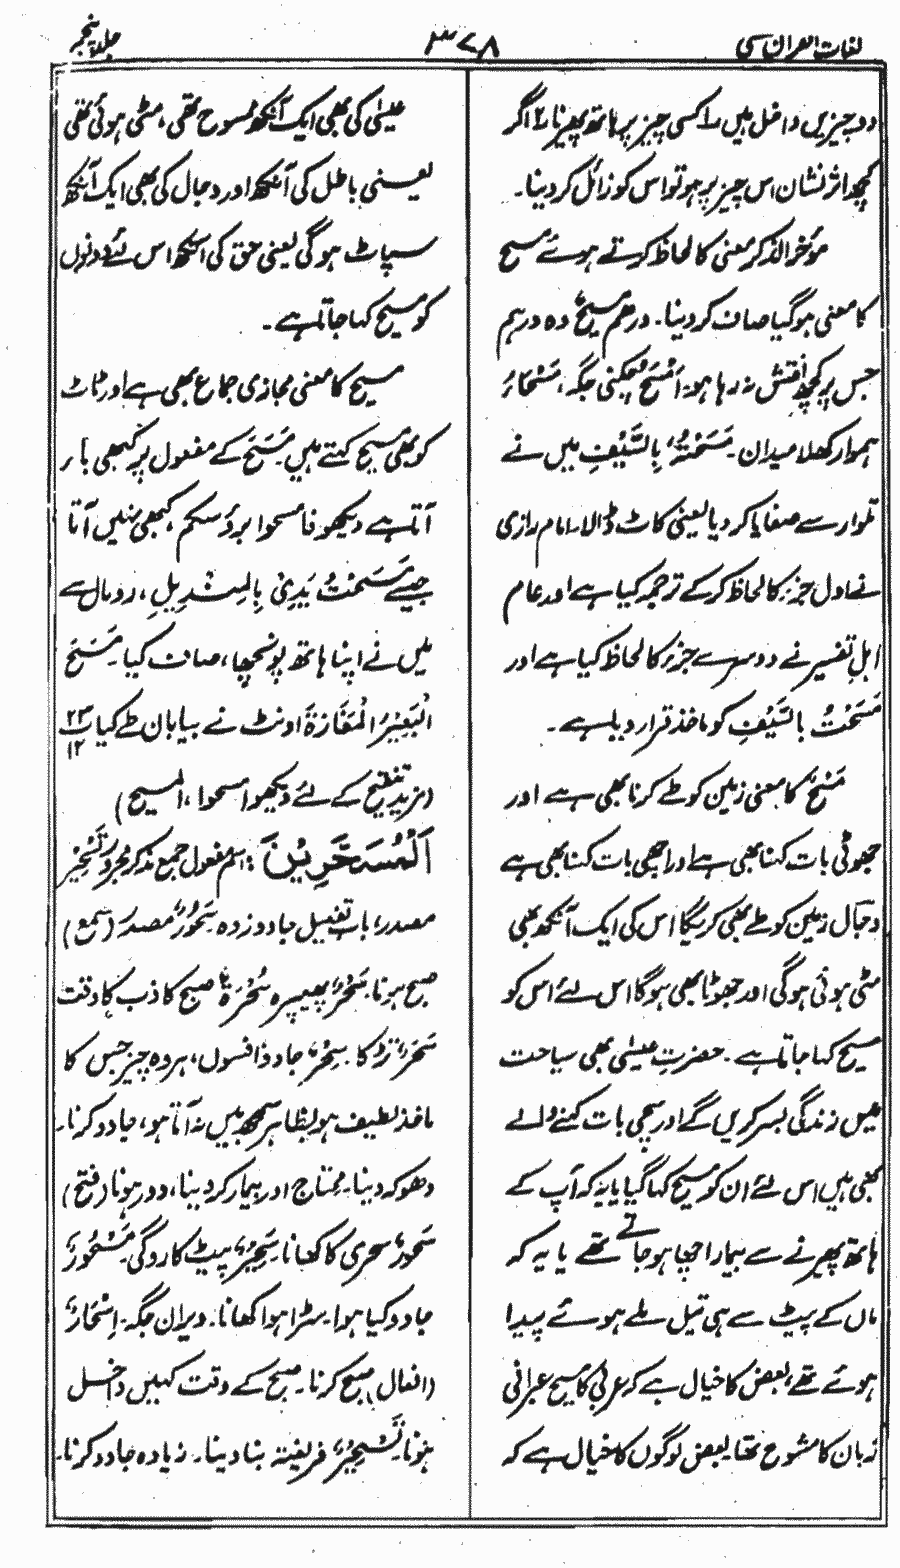 لغات القرآن سی
۳۷۸
جلد پنجم
دو چیزیں داخل ہیں ۱ کسی چیز پر ہاتھ پھیرنا ۲ اگر
کچھ اثر نشان اس چیز پر ہو تو اس کو زائل کر دینا۔
مؤخر الذکر معنی کا لحاظ کرتے ہوئے مسح
کا معنی ہو گیا صاف کر دینا۔ درھم مسیح وہ درہم
جس پر کچھ نقش نہ رہا ہو۔ اَمْسَحُ چکنی جگہ، مَسْحَاءُ
ہموار کھلا میدان۔ مَسَحْتُہٗ بِالسَّیْفِ میں نے
تلوار سے صفایا کر دیا یعنی کاٹ ڈالا۔ امام رازی
نے اول جزء کا لحاظ کر کے ترجمہ کیا ہے اور عام
اہل تفسیر نے دوسرے جزء کا لحاظ کیا ہے اور
مَسَحْتُ بالسَّیْفِ کو ماخذ قرار دیا ہے۔
مَسْحٌ کا معنی زمین کو طے کرنا بھی ہے اور
جھوٹی بات کہنا بھی ہے اور اچھی بات کہنا بھی ہے
دجّال زمین کو طے بھی کریگا اس کی ایک آنکھ بھی
مٹی ہوئی ہوگی اور جھوٹا بھی ہوگا اس لئے اس کو
مسیح کہا جاتا ہے۔ حضرتِ عیسیٰ بھی سیاحت
میں زندگی بسر کریں گے اور سچی بات کہنے والے
بھی ہیں اس لئے ان کو مسیح کہا گیا یا یہ کہ آپ کے
ہاتھ پھیرنے سے بیمار اچھا ہو جاتے تھے یا یہ کہ
ماں کے پیٹ سے ہی تیل ملے ہوئے پیدا
ہوئے تھے، بعض کا خیال ہے کہ عربی کا مسیح عبرانی
زبان کا مشوح تھا۔ بعض لوگوں کا خیال ہے کہ
عیسیٰ کی بھی ایک آنکھ ممسوح تھی، مٹی ہوئی تھی
یعنی باطل کی آنکھ اور دجال کی بھی ایک آنکھ
سپاٹ ہوگی یعنی حق کی آنکھ اس لئے دونوں
کو مسیح کہا جاتا ہے۔
مسیح کا معنی مجازی جماع بھی ہے اور ٹاٹ
کو بھی مسیح کہتے ہیں۔ مَسَحَ کے مفعول پر کبھی بار
آتا ہے دیکھو فامسحوا برؤسکم، کبھی نہیں آتا
جیسے مَسَحْتُ یَدِیْ بِالْمِنْدِیلِ، رومال سے
میں نے اپنا ہاتھ پونچھا، صاف کیا۔ مَسَحَ
الْبَعِیْرُ الْمَفَازَۃَ اونٹ نے بیابان طے کیا ۲۳ ۱۲
(مزید تنقیح کے لئے دیکھو امسحوا، المسیح)
اَلْمُسَحَّرِیْنَ: اسم مفعول جمع مذکر مجرور تَسْحِیْرٌ
مصدر، باب تفعیل جادو زدہ۔ سَحَرٌ مصدر (سمع)
صبح ہونا۔ سَحْرٌ پھیپھڑہ سُحْرَۃٌ صبح کاذب کا وقت
سَحَرٌ تڑکا۔ سِحْرٌ جادو افسوں، ہر وہ چیز جس کا
ماخذ لطیف ہو بظاہر سمجھ میں نہ آتا ہو، جادو کرنا۔
دھوکہ دینا۔ محتاج اور بیمار کر دینا، دور ہونا (فتح)
سَحُورٌ سحری کا کھانا۔ سَحِیْرٌ پیٹ کا روگی۔ مَسْحُورٌ
جادو کیا ہوا۔ سڑا ہوا کھانا۔ ویران جگہ۔ اِسْحَارٌ
(افعال) صبح کرنا۔ صبح کے وقت کہیں داخل
ہونا۔ تَسْحِیْرٌ فریفتہ بنا دینا۔ زیادہ جادو کرنا۔